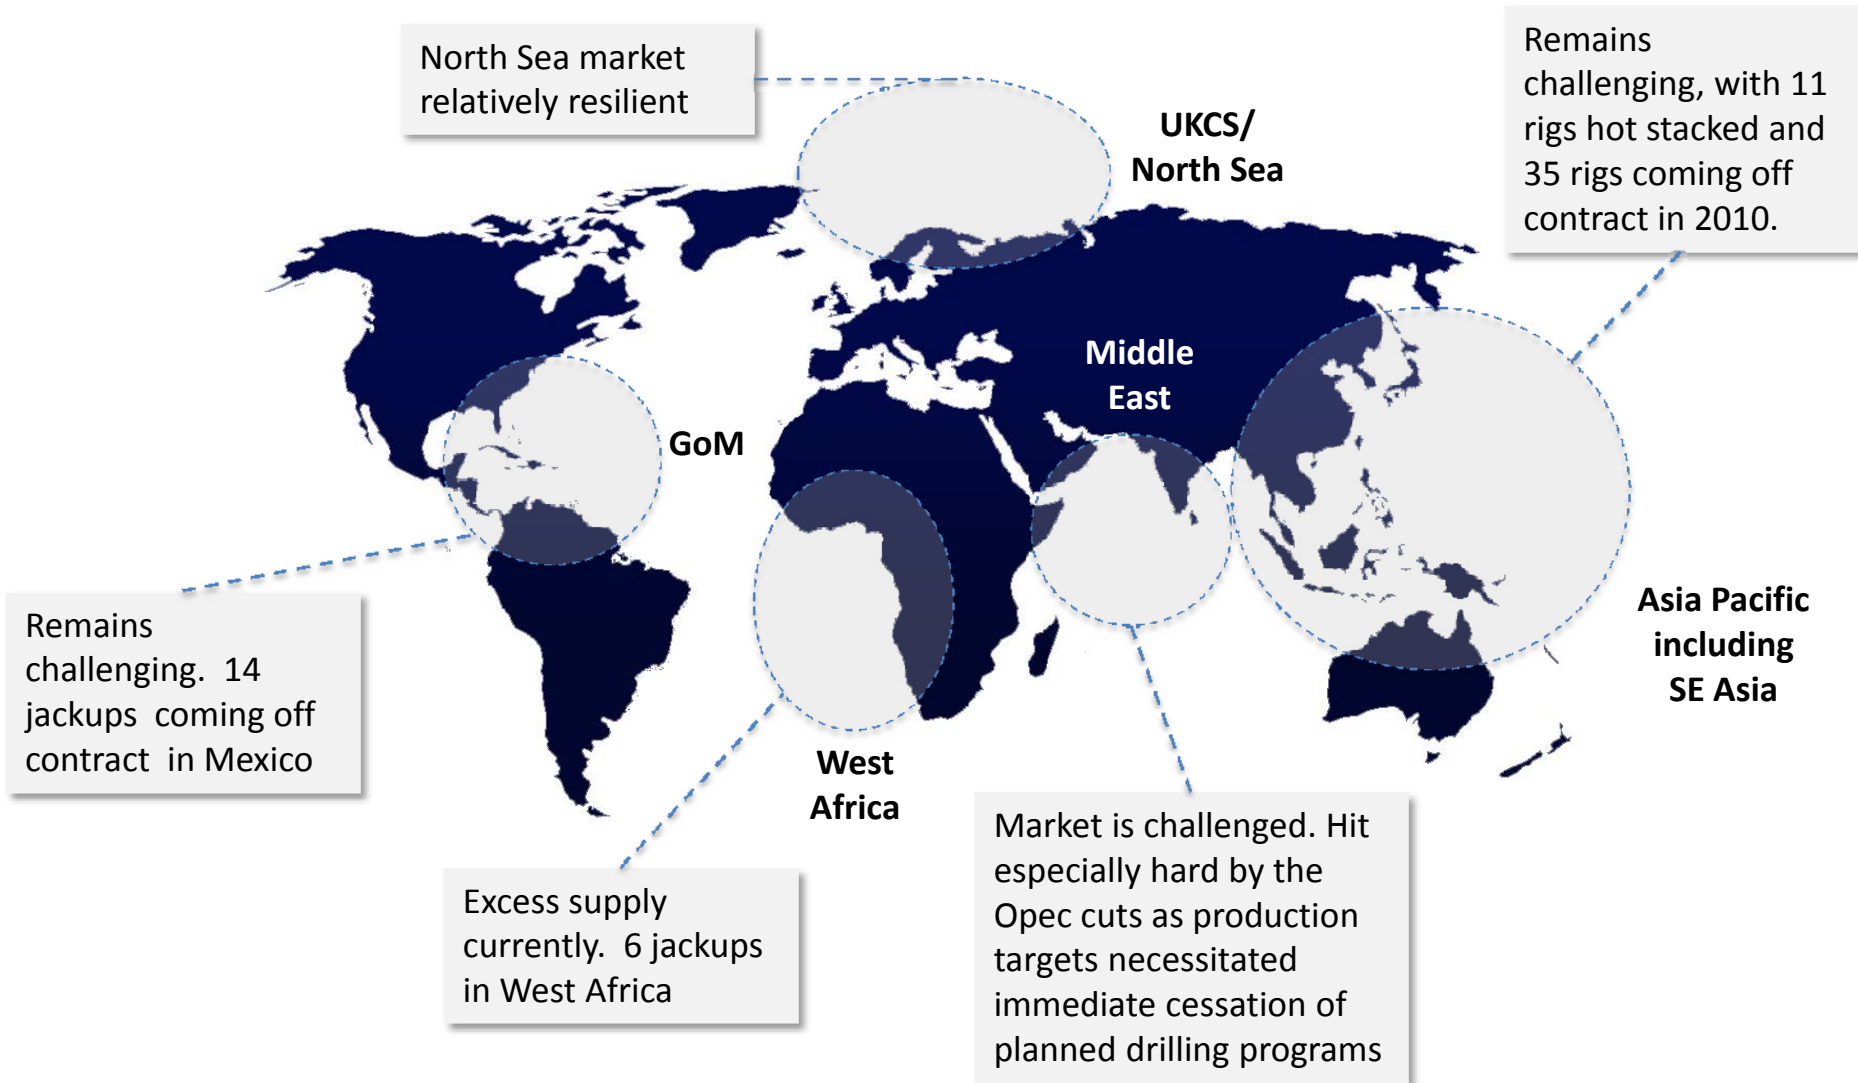 North Sea market
relatively resilient
UKCS/
North Sea
Remains
challenging, with 11
rigs hot stacked and
35 rigs coming off
contract in 2010.
Middle
East
GoM
Remains
challenging.  14
jackups  coming off
contract  in Mexico
Asia Pacific
including
SE Asia
West
Africa
Excess supply
currently.  6 jackups
in West Africa
Market is challenged. Hit
especially hard by the
Opec cuts as production
targets necessitated
immediate cessation of
planned drilling programs